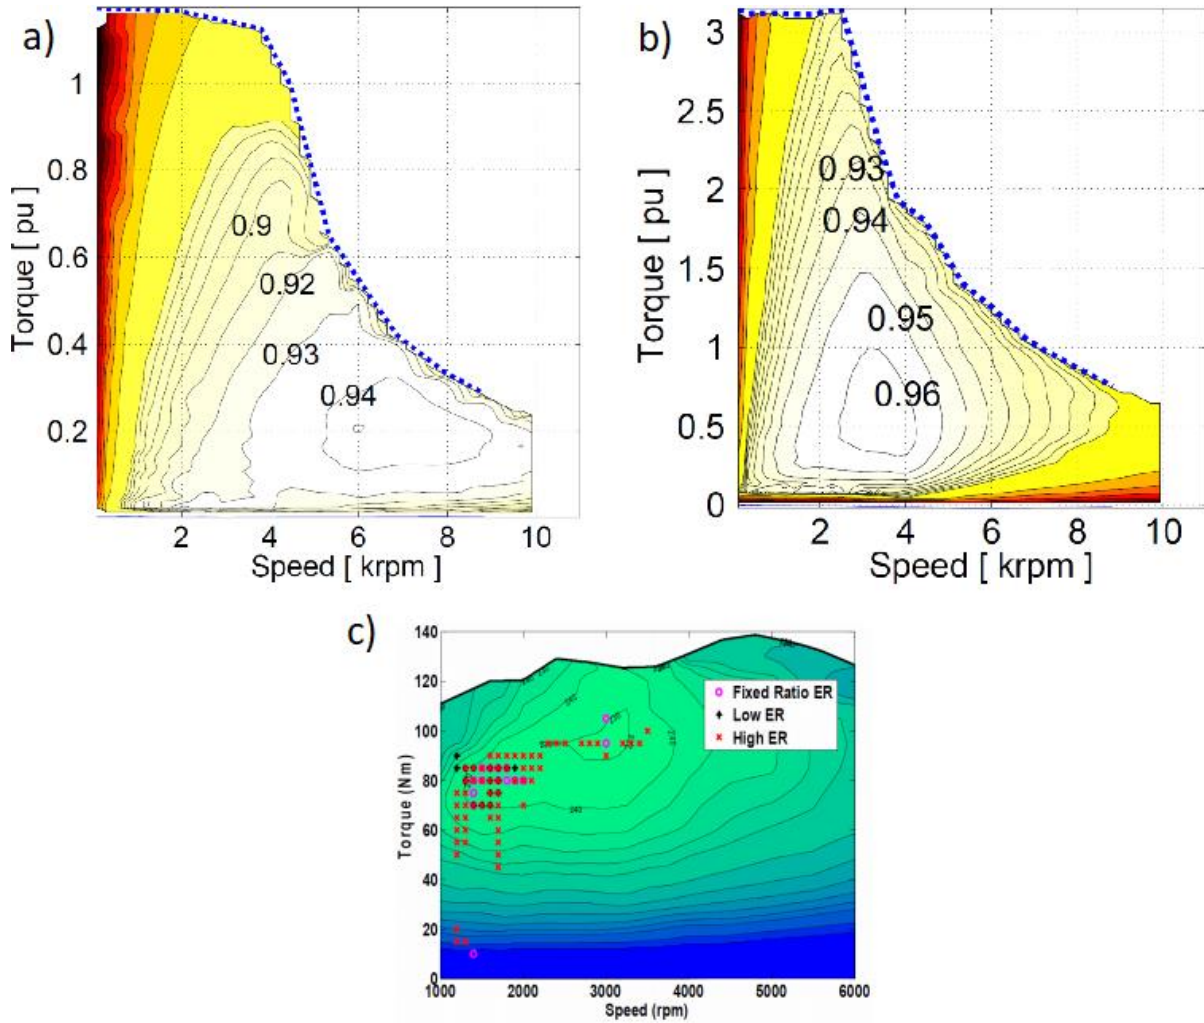 a)
Torque [ pu ]
1
0.8
0.6
0.4
0.2
0.9
0.92
0.93
0.94
2 4 6 8 10
Speed [ krpm ]
b)
Torque [ pu ]
3
2.5
2
1.5
1
0.5
0
0.93
0.94
0.95
0.96
2 4 6 8 10
Speed [ krpm ]
c)
Torque (Nm)
140
120
100
80
60
40
20
0
Fixed Ratio ER
Low ER
High ER
240
1000 2000 3000 4000 5000 6000
Speed (rpm)